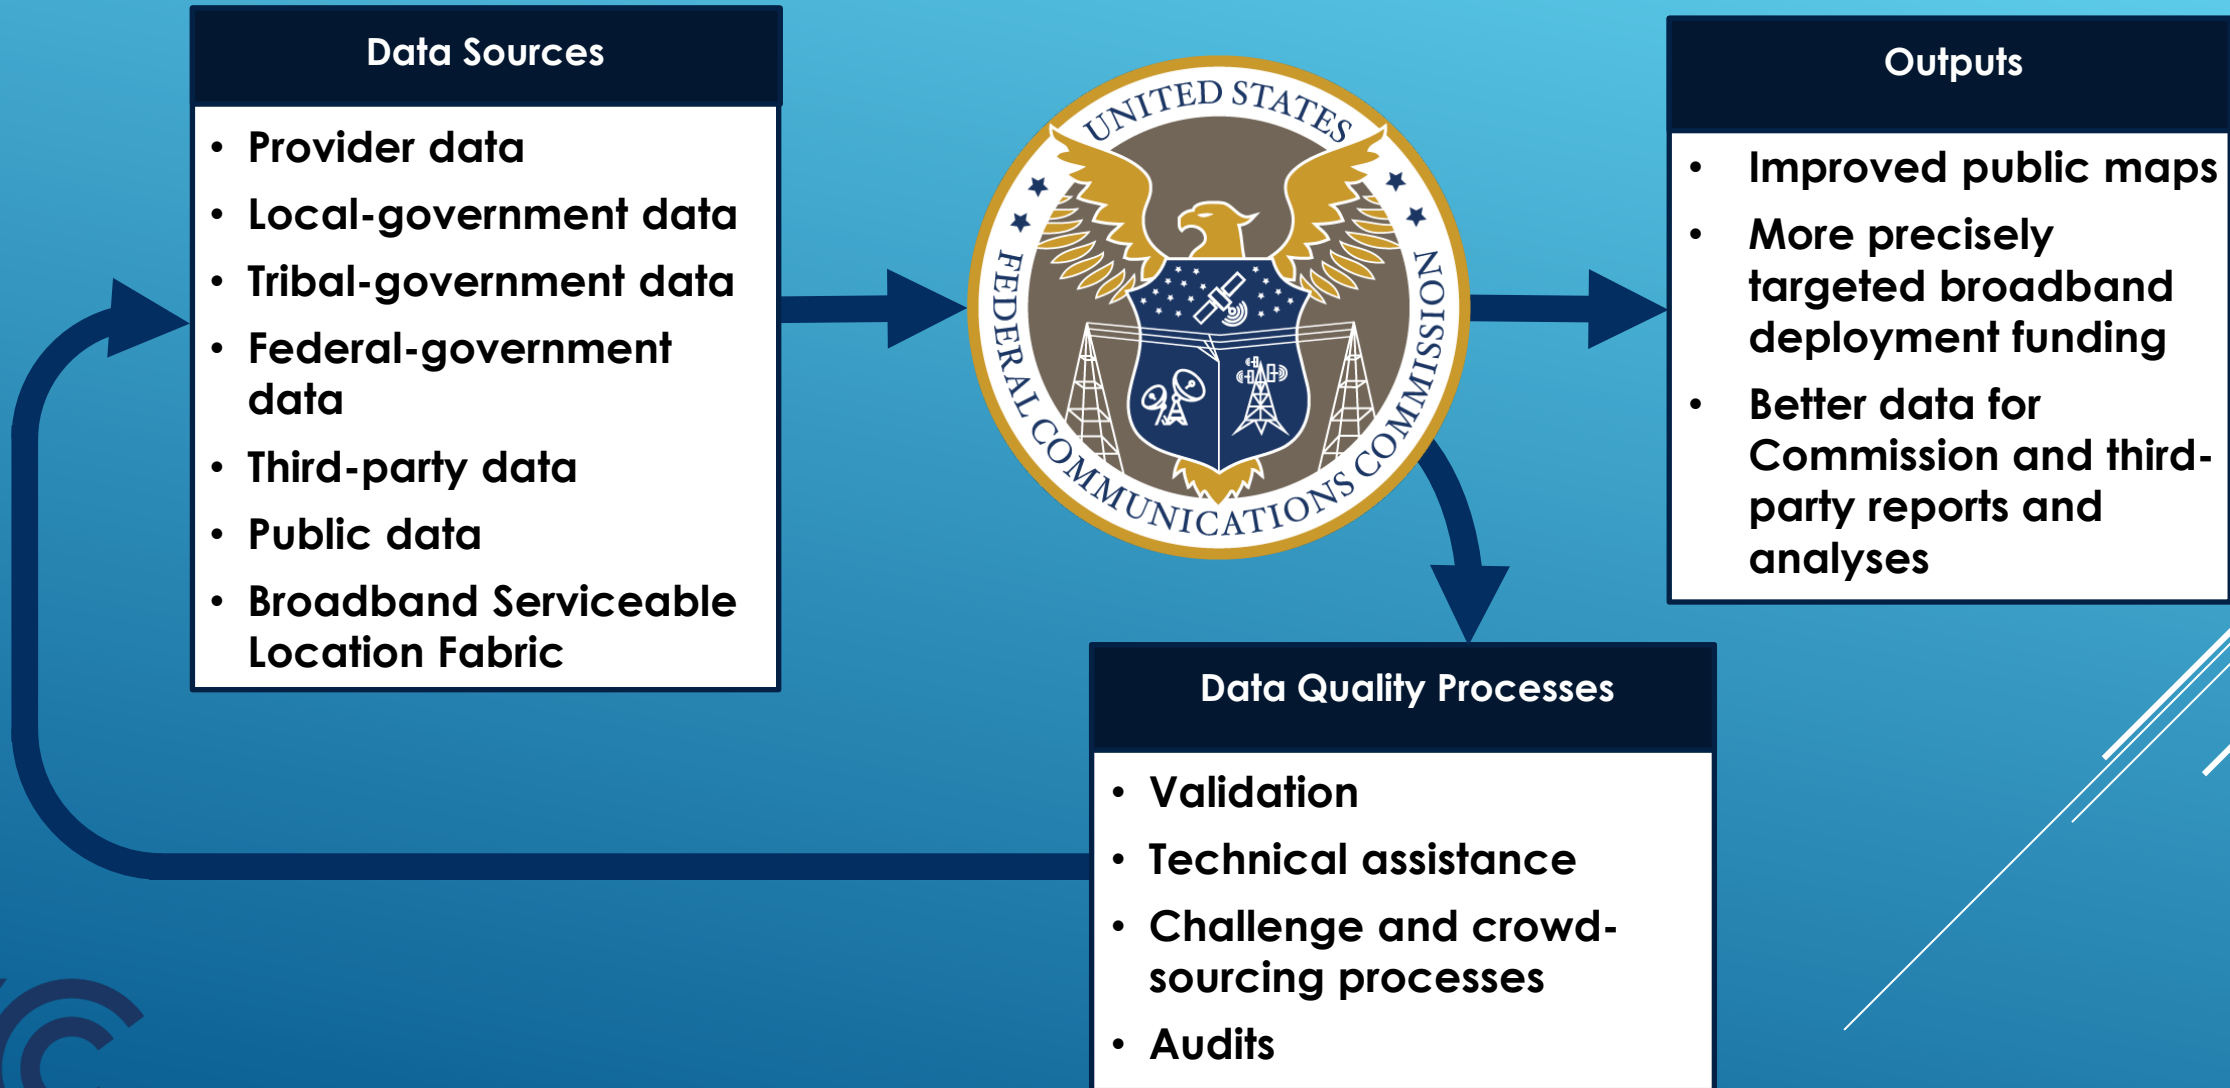 Data Sources
• Provider data
• Local-government data
• Tribal-government data
• Federal-government
data
• Third-party data
• Public data
• Broadband Serviceable
Location Fabric
UNITED STATES
FEDERAL COMMUNICATIONS COMMISSION
Outputs
• Improved public maps
• More precisely
targeted broadband
deployment funding
• Better data for
Commission and third-
party reports and
analyses
Data Quality Processes
• Validation
• Technical assistance
• Challenge and crowd-
sourcing processes
• Audits